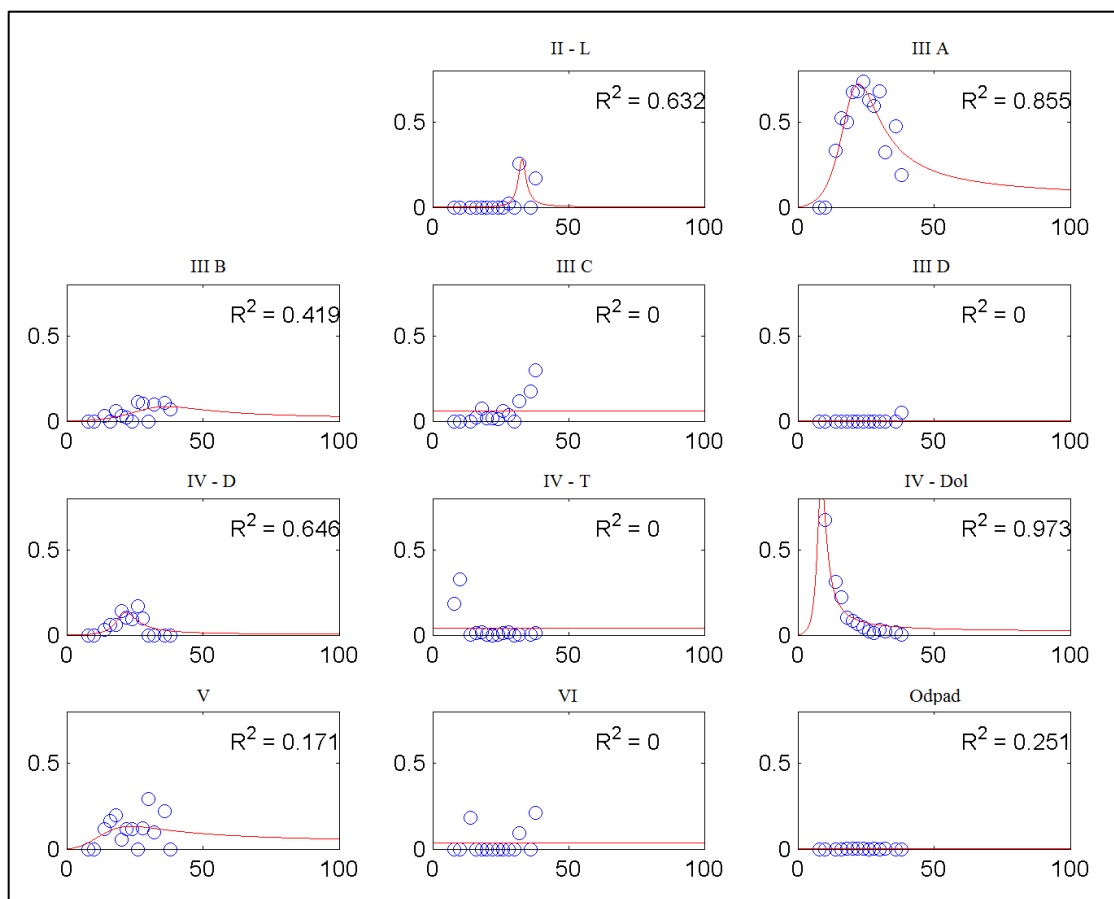 II - L
III A
R² = 0.632
0.5
0
0
50
100
R² = 0.855
0.5
0
0
50
100
III B
III C
III D
R² = 0.419
0.5
0
0
50
100
R² = 0
0.5
0
0
50
100
R² = 0
0.5
0
0
50
100
IV - D
IV - T
IV - Dol
R² = 0.646
0.5
0
0
50
100
R² = 0
0.5
0
0
50
100
R² = 0.973
0.5
0
0
50
100
V
VI
Odpad
R² = 0.171
0.5
0
0
50
100
R² = 0
0.5
0
0
50
100
R² = 0.251
0.5
0
0
50
100